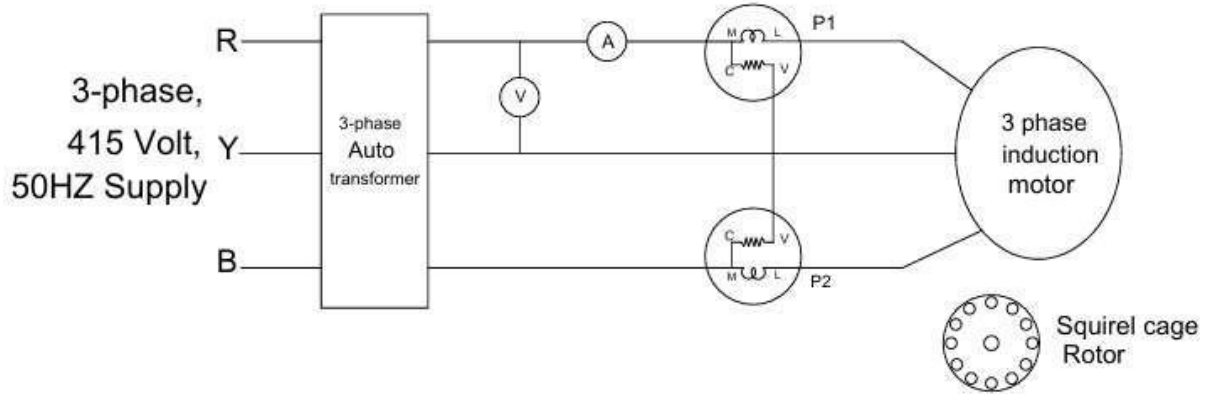 R
3-phase,
415 Volt,
Y
50HZ Supply
B
3-phase
Auto
transformer
V
A
M L
C V
P1
C V
M L
P2
3 phase
induction
motor
Squirel cage
Rotor